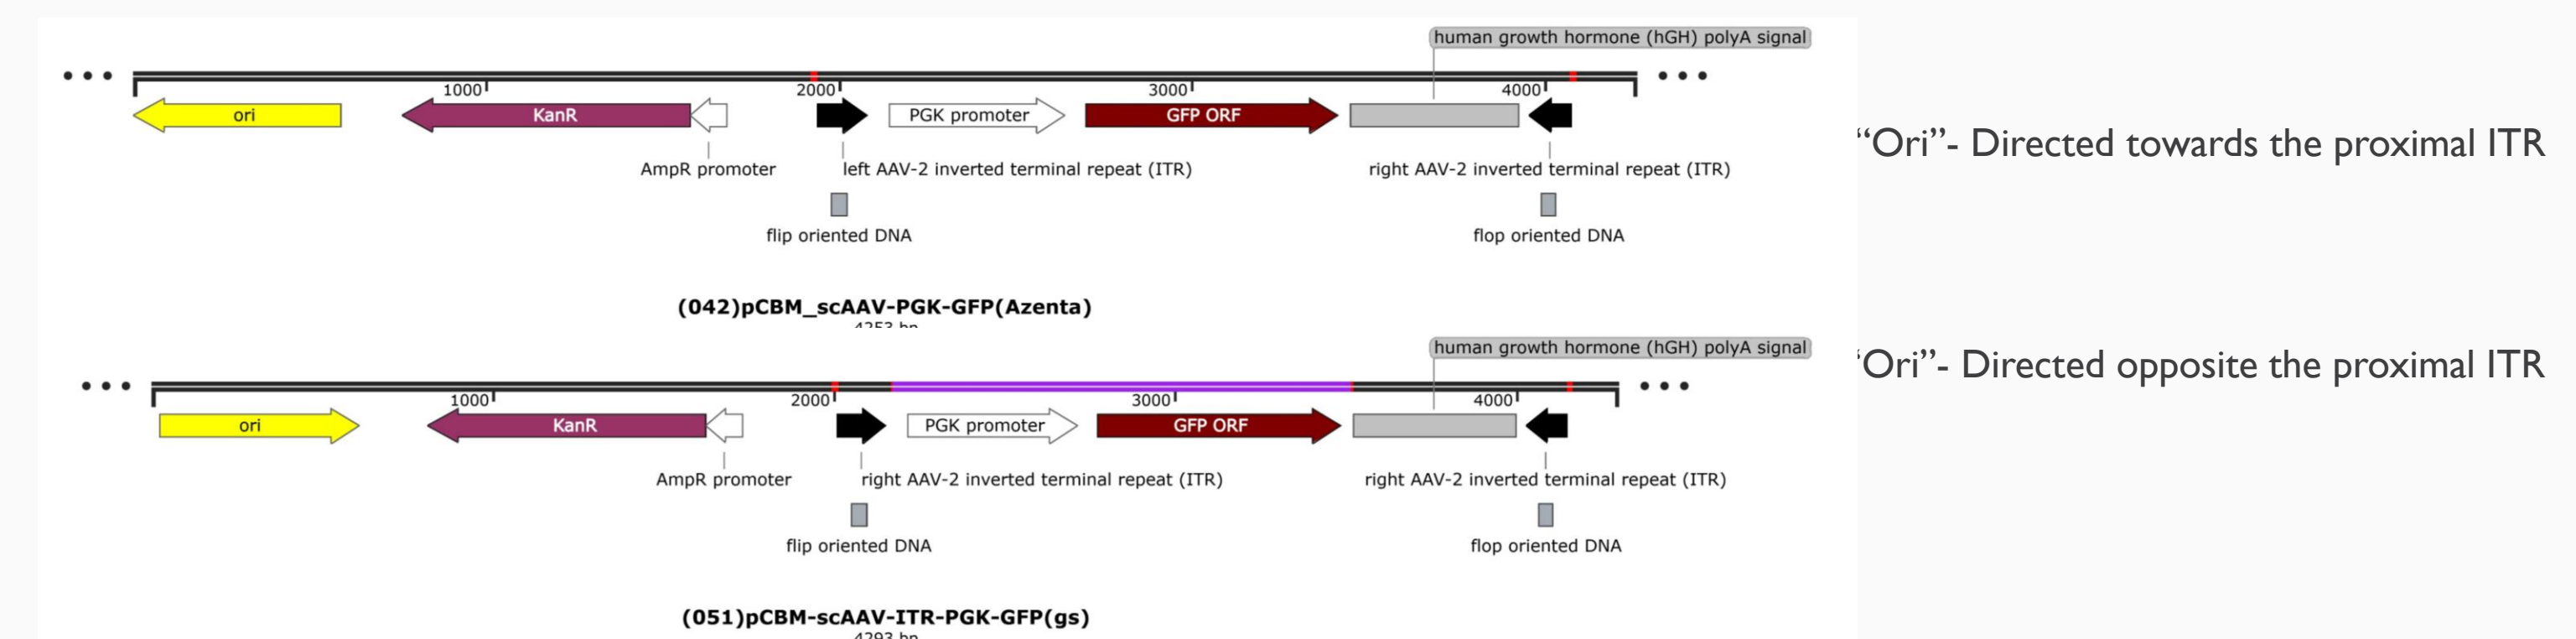 human growth hormone (hGH) polyA signal
1000 2000 3000 4000
ori KanR PGK promoter GFP ORF
“Ori”- Directed towards the proximal ITR
AmpR promoter left AAV-2 inverted terminal repeat (ITR) right AAV-2 inverted terminal repeat (ITR)
flip oriented DNA flop oriented DNA
(042)pCBM_scAAV-PGK-GFP(Azenta)
4253 bp
human growth hormone (hGH) polyA signal
“Ori”- Directed opposite the proximal ITR
1000 2000 3000 4000
ori KanR PGK promoter GFP ORF
AmpR promoter right AAV-2 inverted terminal repeat (ITR) right AAV-2 inverted terminal repeat (ITR)
flip oriented DNA flop oriented DNA
(051)pCBM-scAAV-ITR-PGK-GFP(gs)
4293 bp